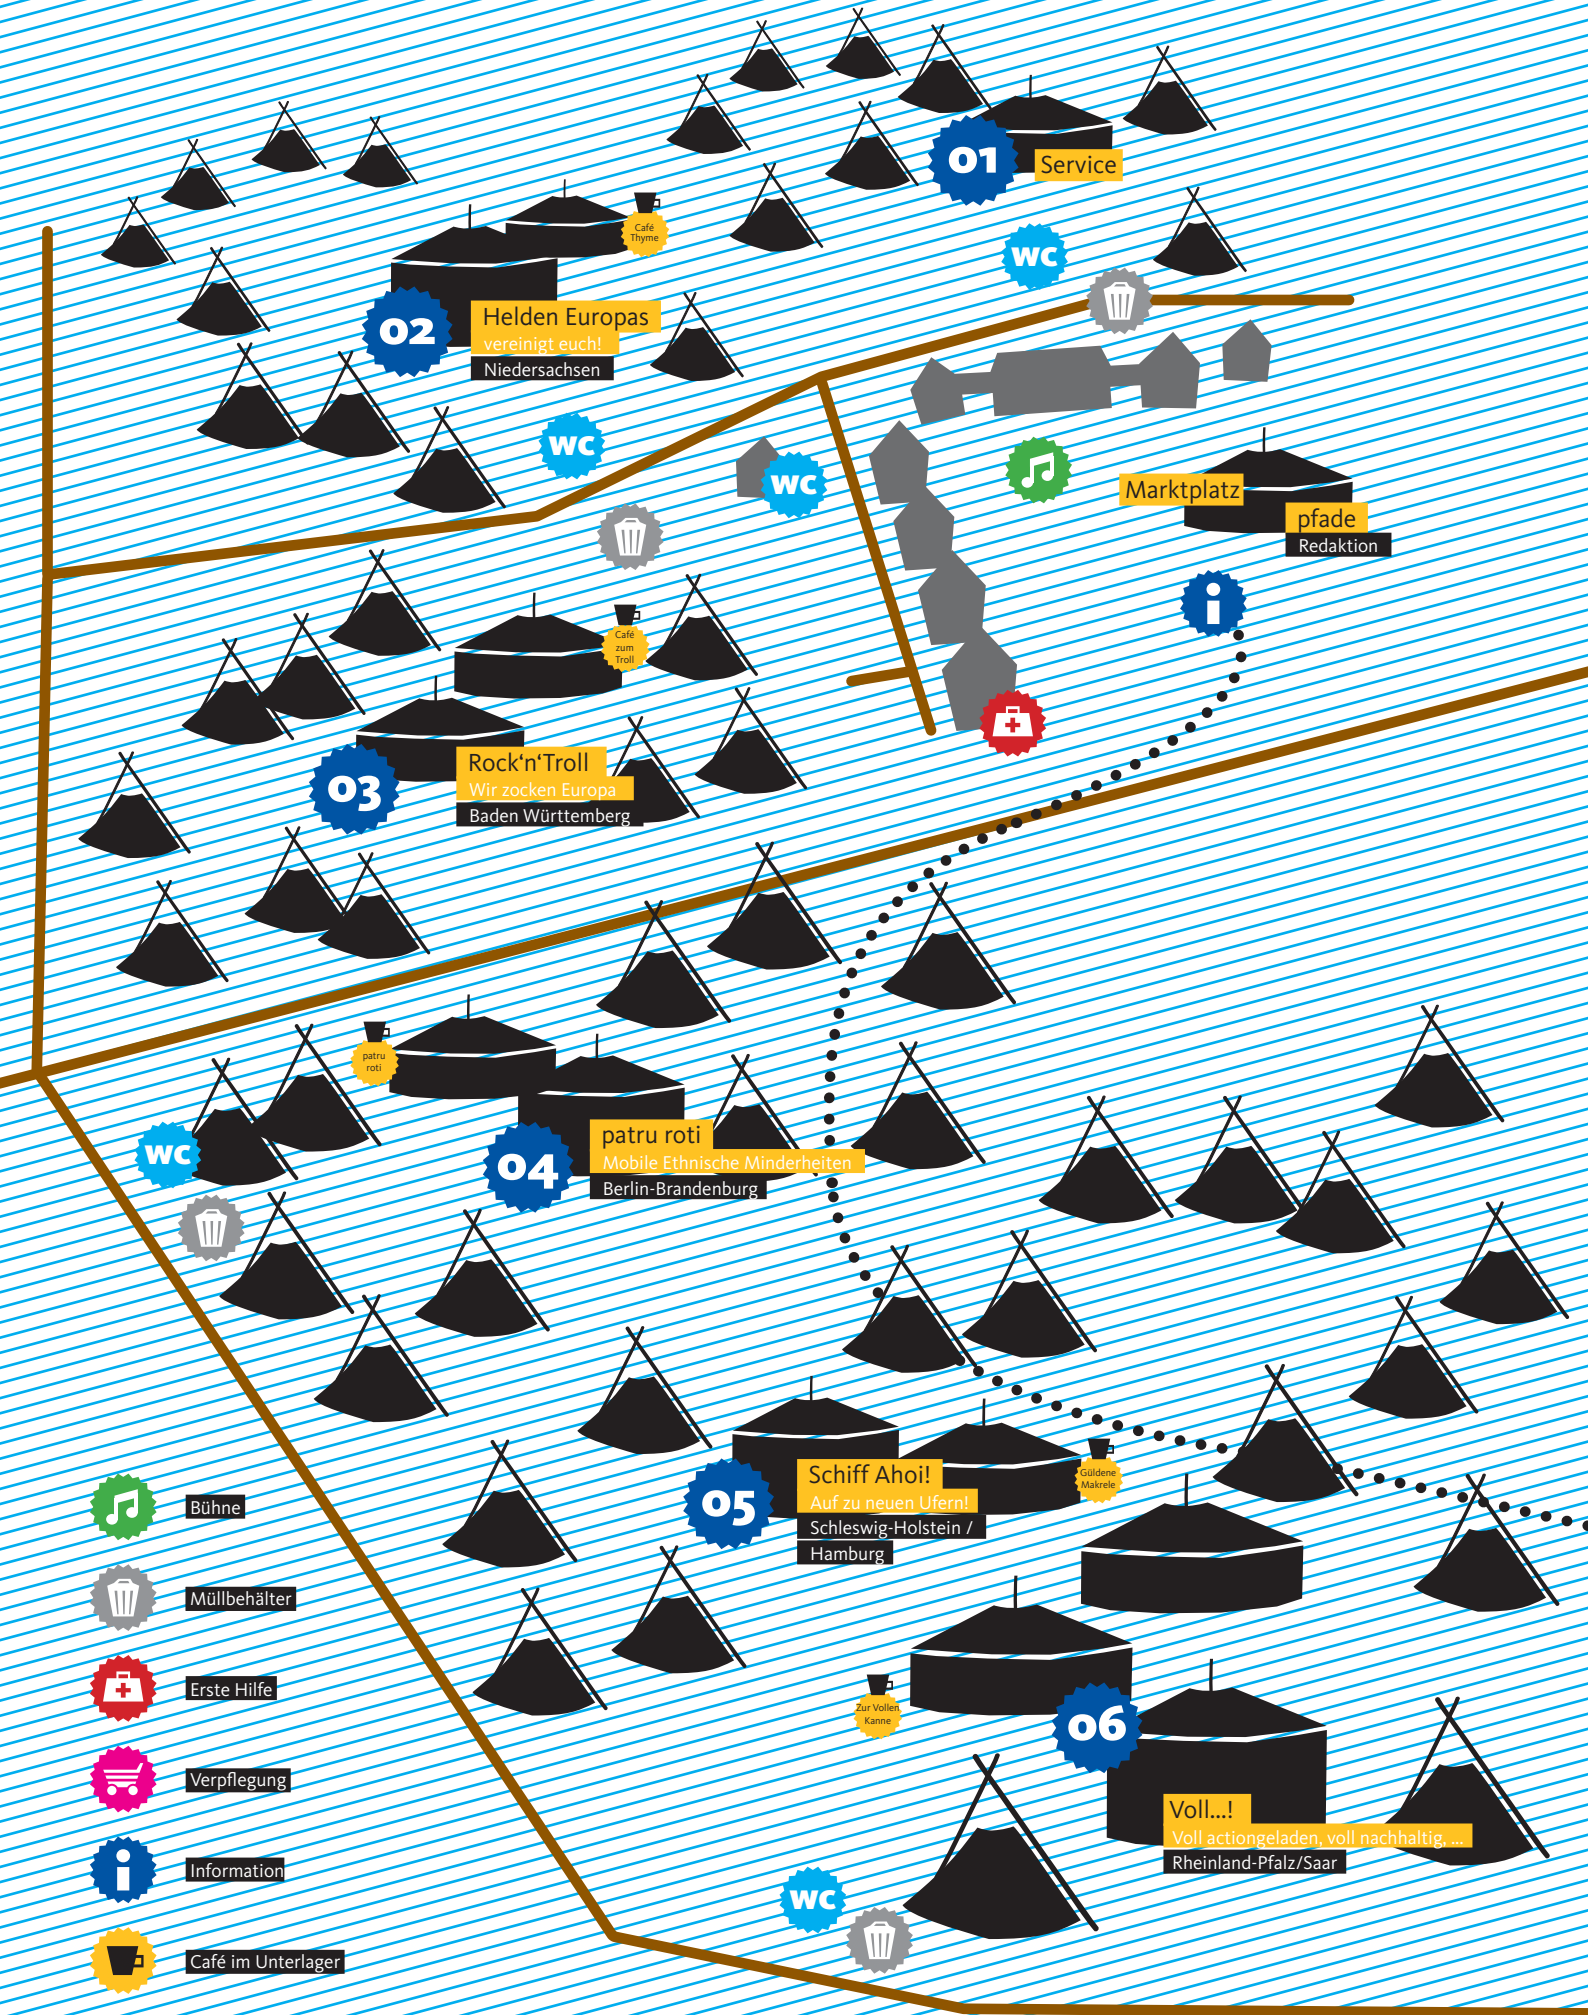 01
Service
Café
Thyme
wc
02
Helden Europas
vereinigt euch!
Niedersachsen
wc
wc
Marktplatz
pfade
Redaktion
Café
zum
Troll
03
Rock'n'Troll
Wir zocken Europa
Baden Württemberg
patru
roti
wc
04
patru roti
Mobile Ethnische Minderheiten
Berlin-Brandenburg
05
Schiff Ahoi!
Auf zu neuen Ufern!
Schleswig-Holstein /
Hamburg
Güldene
Makrele
Zur Vollen
Kanne
06
Voll...!
Voll actiongeladen, voll nachhaltig, ...
Rheinland-Pfalz/Saar
wc
Bühne
Müllbehälter
Erste Hilfe
Verpflegung
Information
Café im Unterlager